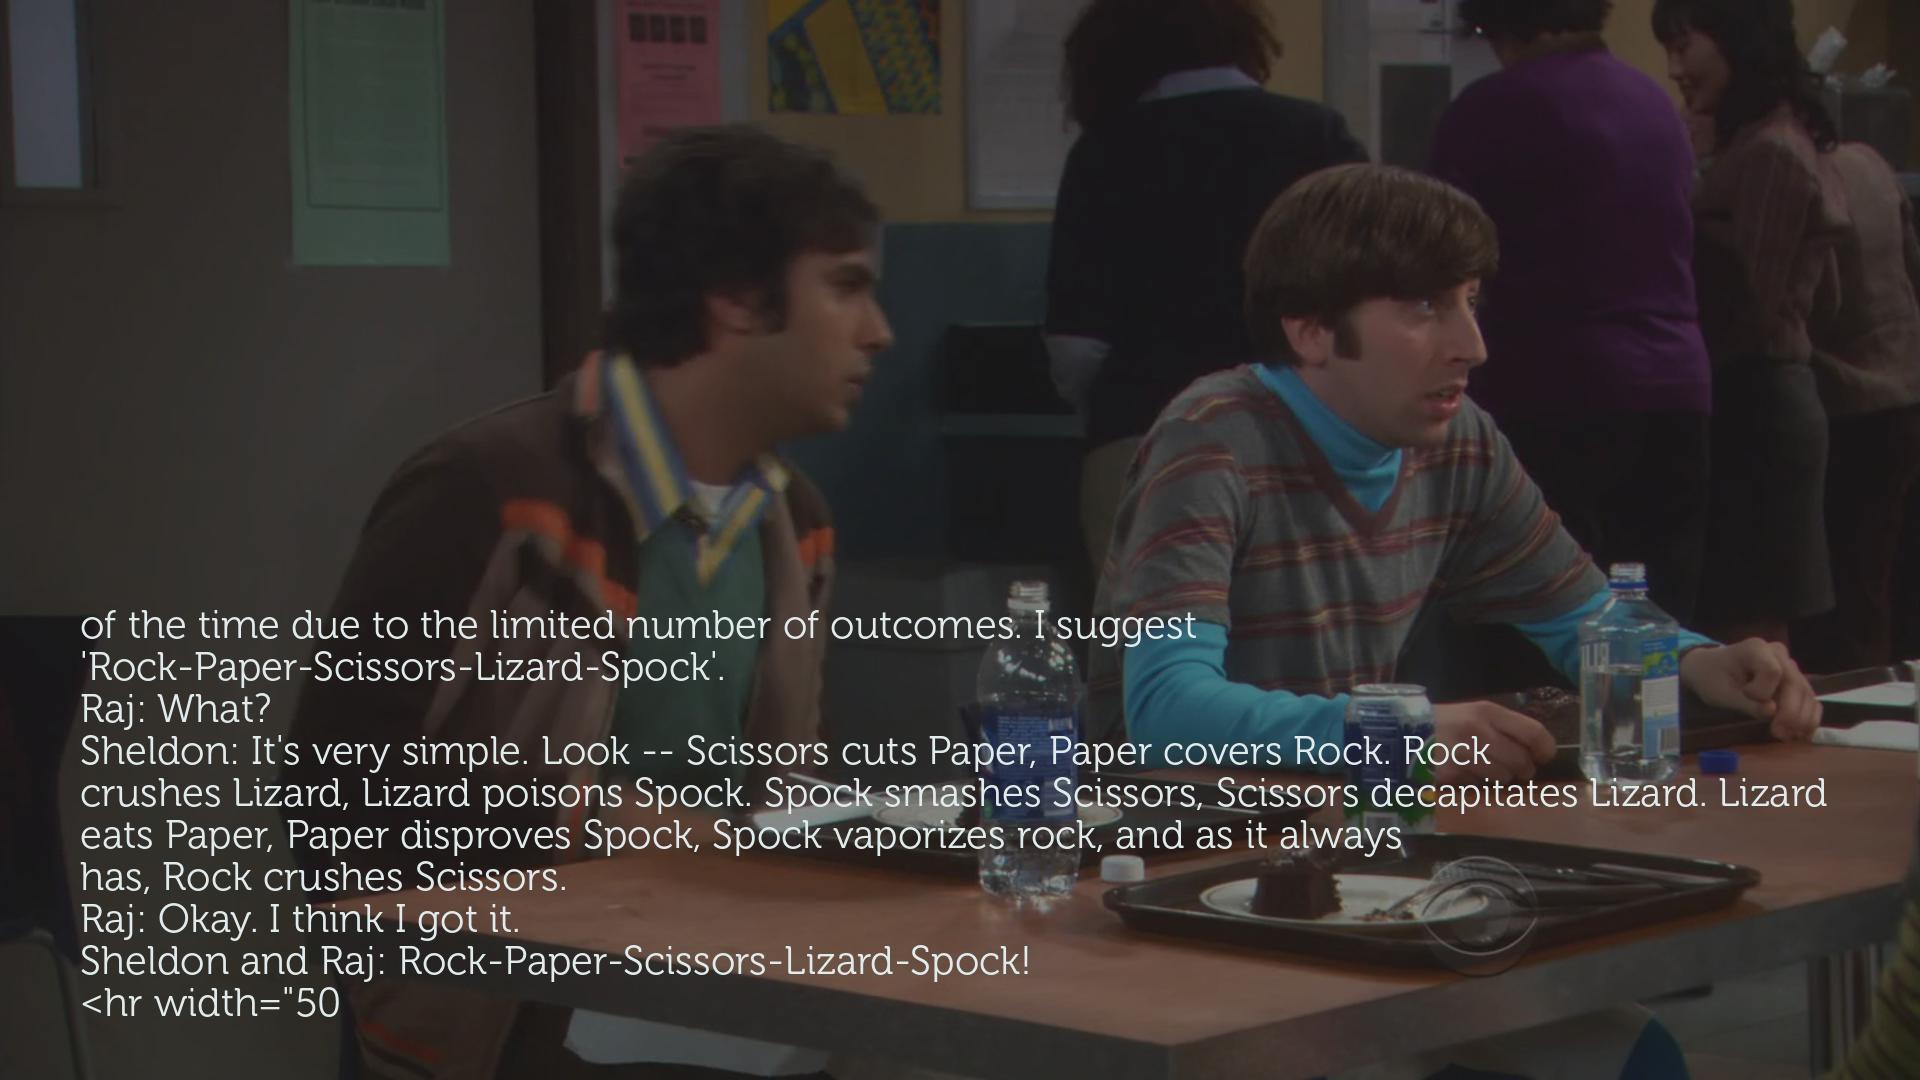 of the time due to the limited number of outcomes. I suggest
'Rock-Paper-Scissors-Lizard-Spock'.
Raj: What?
Sheldon: It's very simple. Look -- Scissors cuts Paper, Paper covers Rock. Rock
crushes Lizard, Lizard poisons Spock. Spock smashes Scissors, Scissors decapitates Lizard. Lizard
eats Paper, Paper disproves Spock, Spock vaporizes rock, and as it always
has, Rock crushes Scissors.
Raj: Okay. I think I got it.
Sheldon and Raj: Rock-Paper-Scissors-Lizard-Spock!
<hr width="50